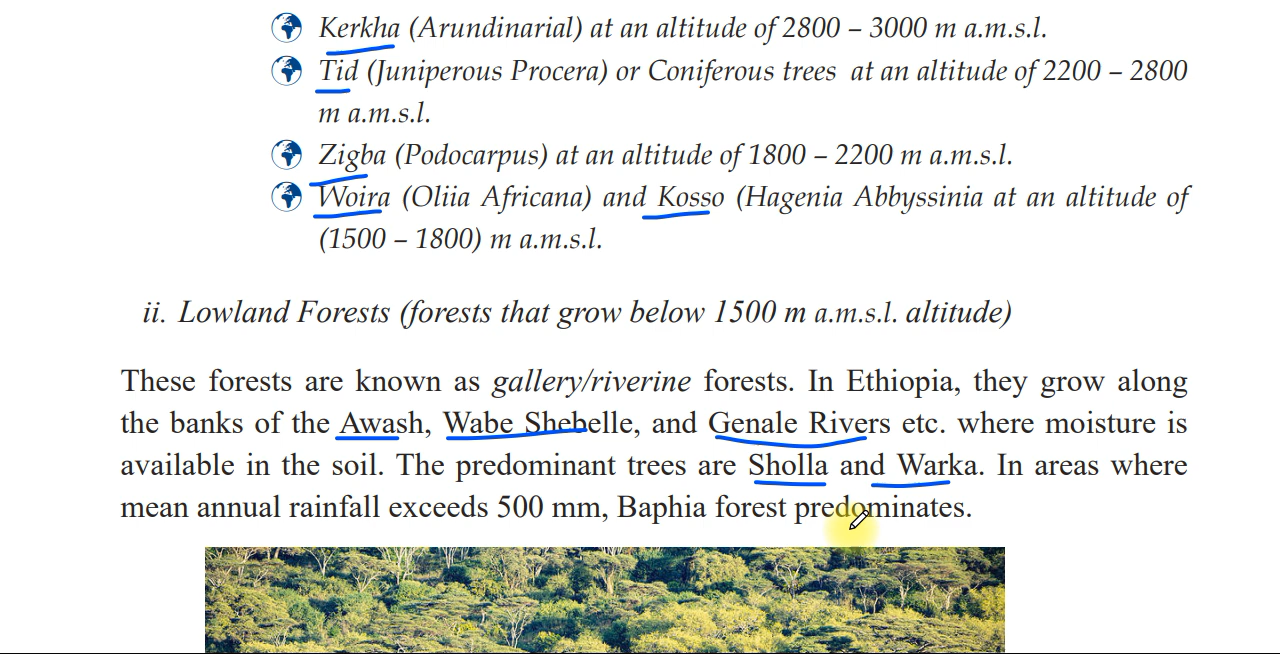 Kerkha (Arundinarial) at an altitude of 2800 – 3000 m a.m.s.l.
Tid (Juniperous Procera) or Coniferous trees at an altitude of 2200 – 2800
m a.m.s.l.
Zigba (Podocarpus) at an altitude of 1800 – 2200 m a.m.s.l.
Woira (Oliia Africana) and Kosso (Hagenia Abbyssinia at an altitude of
(1500 – 1800) m a.m.s.l.
ii. Lowland Forests (forests that grow below 1500 m a.m.s.l. altitude)
These forests are known as gallery/riverine forests. In Ethiopia, they grow along
the banks of the Awash, Wabe Shebelle, and Genale Rivers etc. where moisture is
available in the soil. The predominant trees are Sholla and Warka. In areas where
mean annual rainfall exceeds 500 mm, Baphia forest predominates.